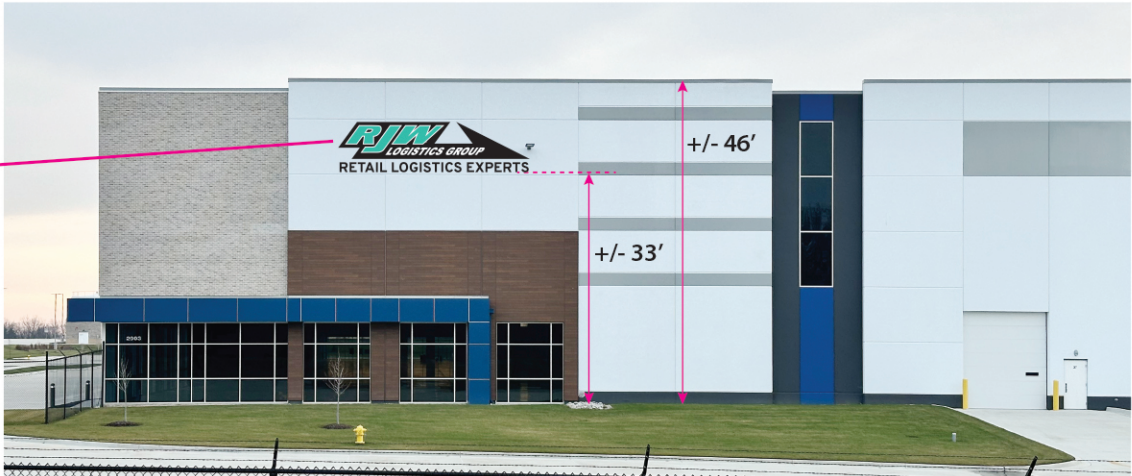 RJW
LOGISTICS GROUP
RETAIL LOGISTICS EXPERTS
+/- 46’
+/- 33’